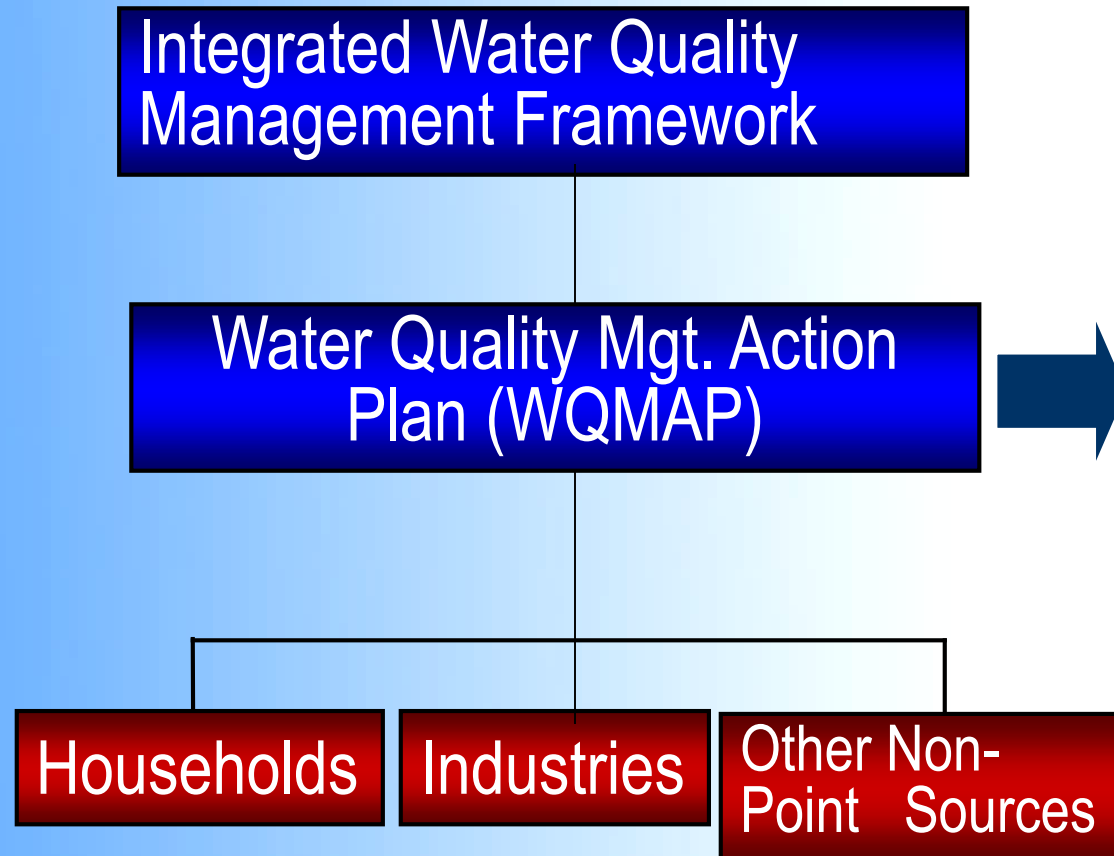 Integrated Water Quality
Management Framework
Water Quality Mgt. Action
Plan (WQMAP)
Households
Industries
Other Non-
Point Sources